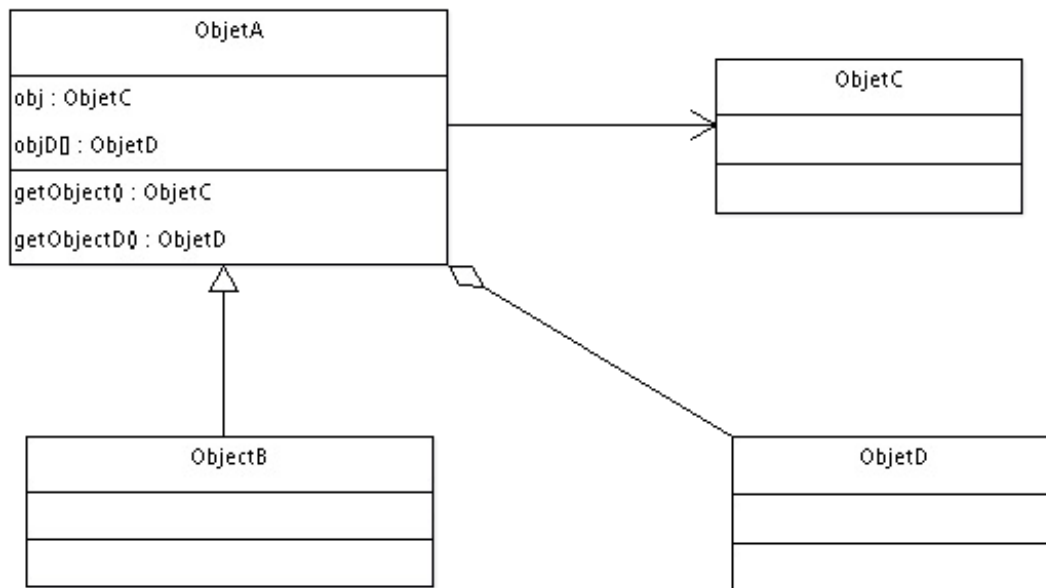 ObjetA
obj : ObjetC
objD[] : ObjetD
getObject() : ObjetC
getObjectD() : ObjetD
ObjetC
ObjectB
ObjetD